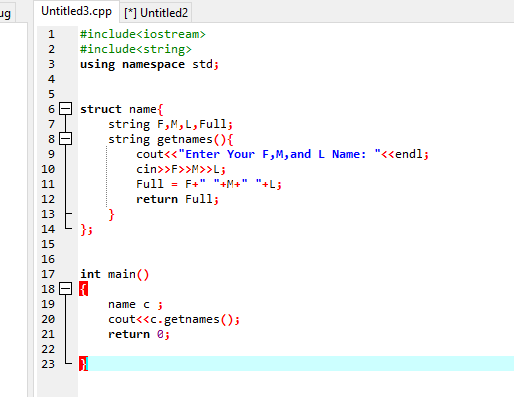 ug Untitled3.cpp [*] Untitled2
1 #include<iostream>
2 #include<string>
3 using namespace std;
4
5
6 struct name{
7 string F,M,L,Full;
8 string getnames(){
9 cout<<"Enter Your F,M,and L Name: "<<endl;
10 cin>>F>>M>>L;
11 Full = F+" "+M+" "+L;
12 return Full;
13 }
14 };
15
16
17 int main()
18 {
19 name c ;
20 cout<<c.getnames();
21 return 0;
22
23 }